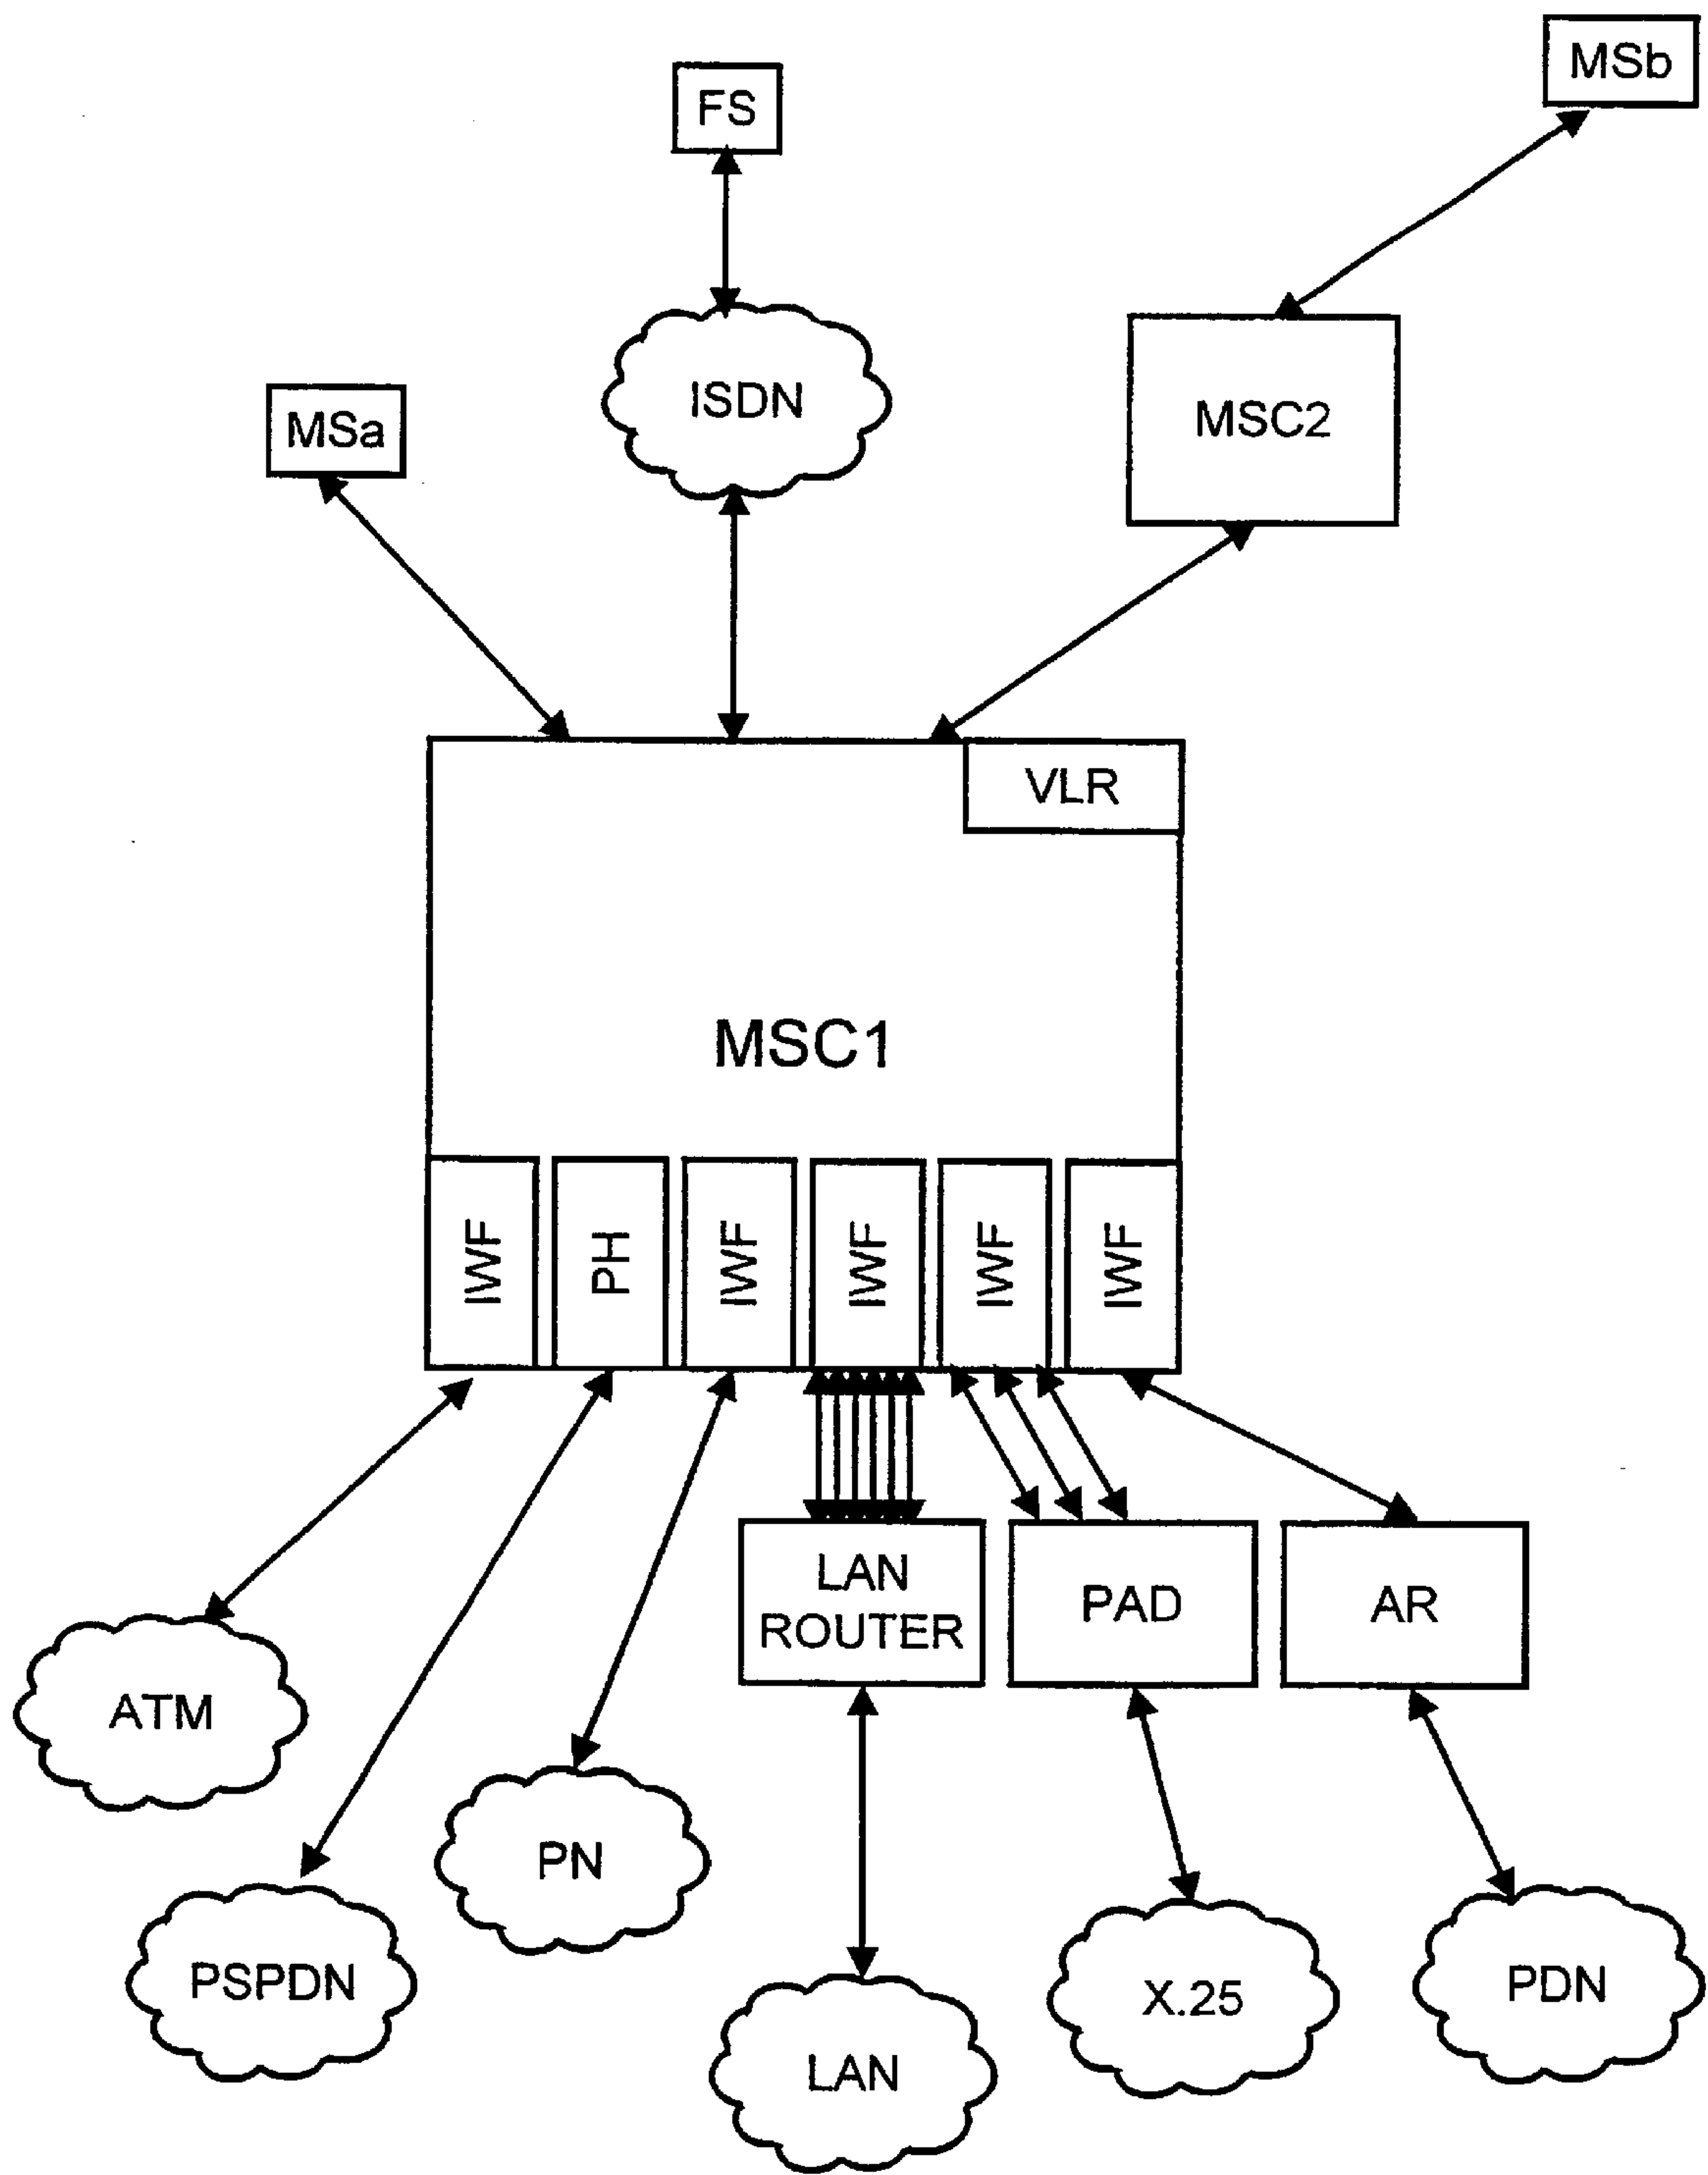 MSb
FS
ISDN
MSa
MSC2
VLR
MSC1
IWF
PH
IWF
IWF
IWF
IWF
LAN
ROUTER
PAD
AR
ATM
PN
PSPDN
X.25
PDN
LAN